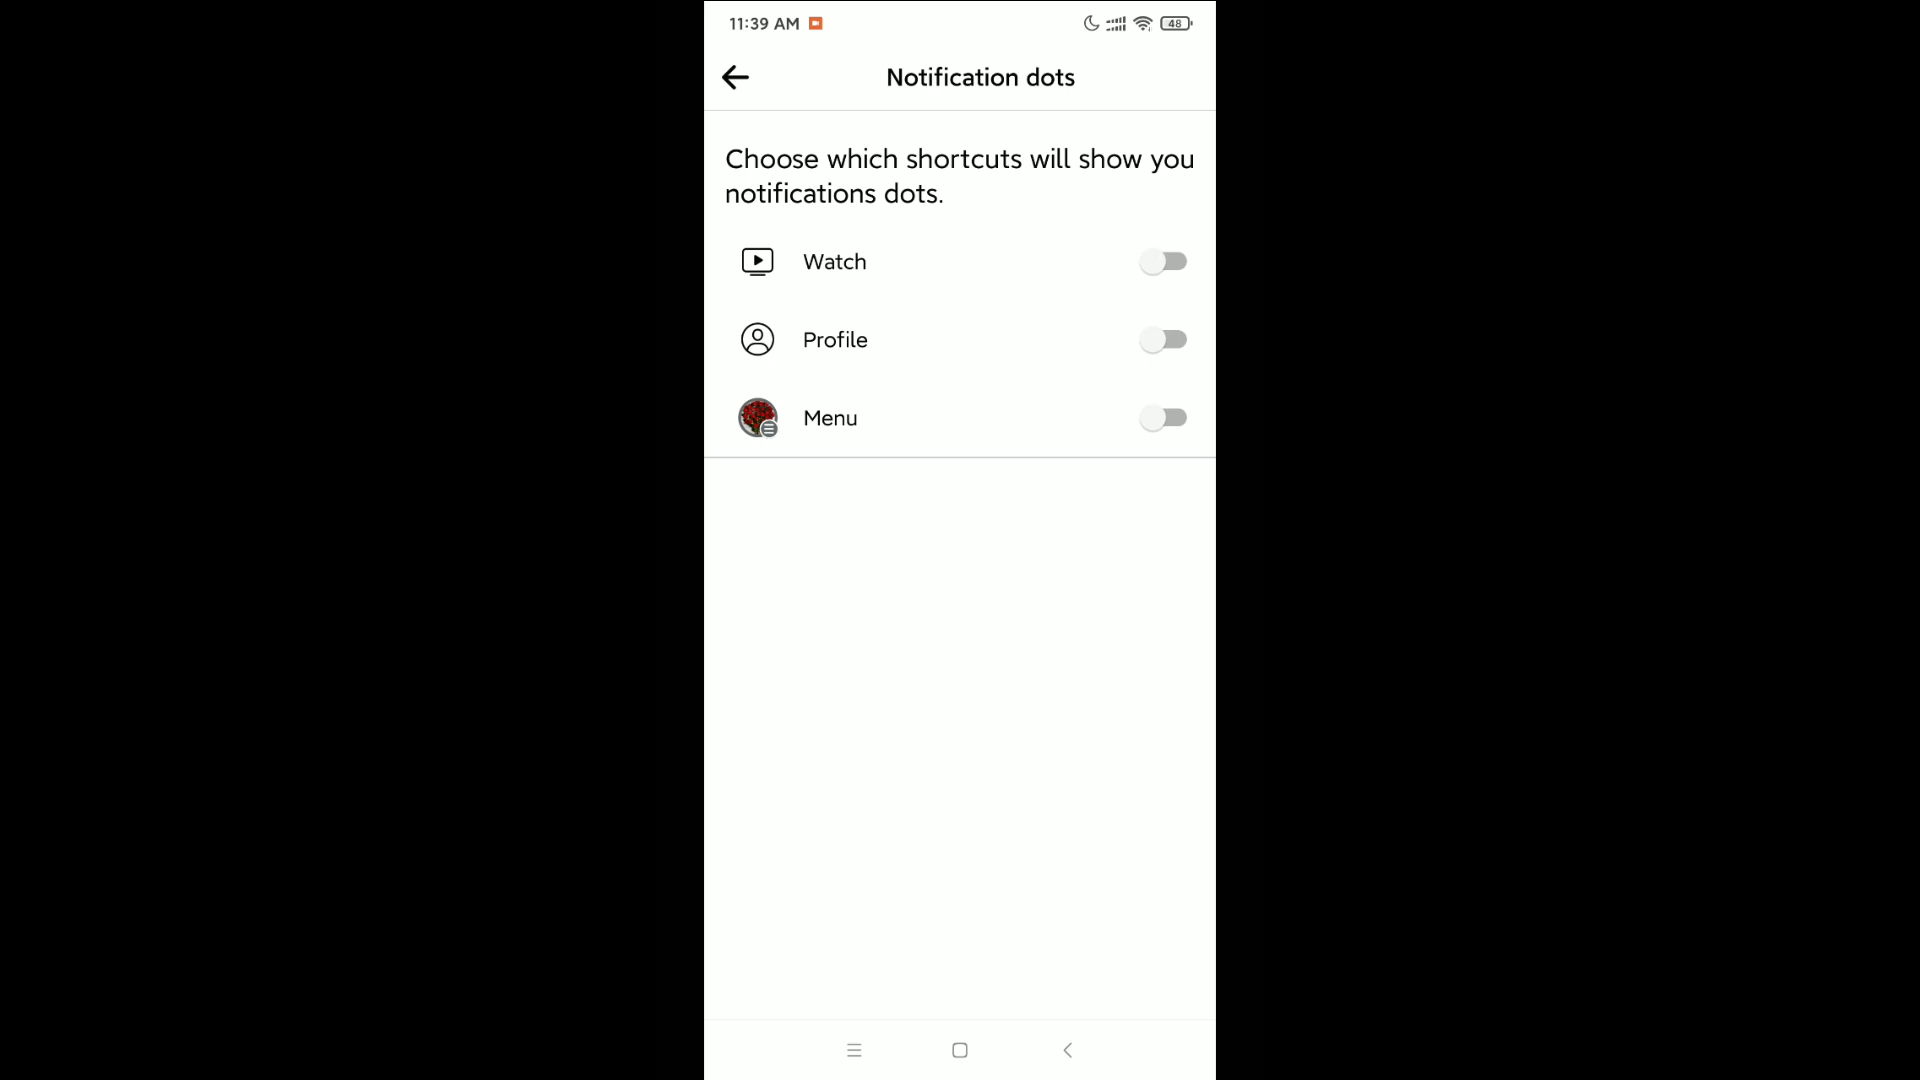 11:39 AM
48
Notification dots
Choose which shortcuts will show you
notifications dots.
Watch
Profile
Menu